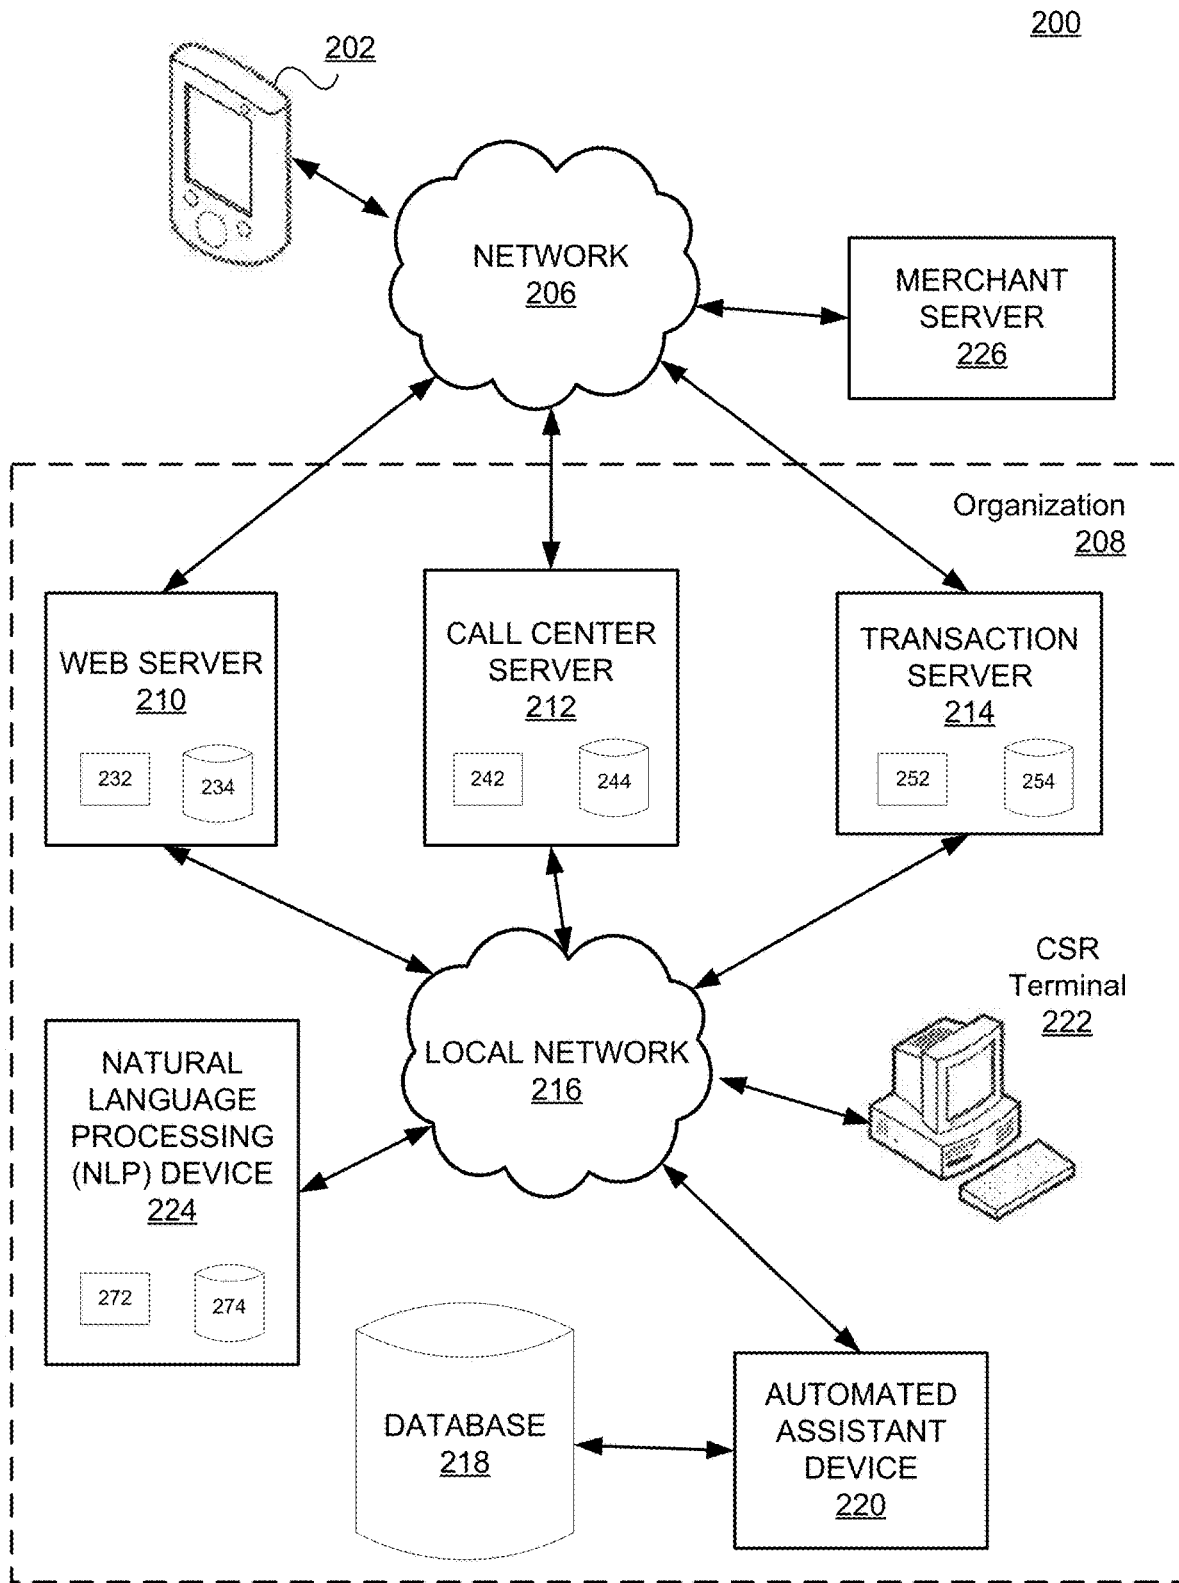 200
202
NETWORK
206
MERCHANT
SERVER
226
Organization
208
WEB SERVER
210
232
234
CALL CENTER
SERVER
212
242
244
TRANSACTION
SERVER
214
252
254
LOCAL NETWORK
216
CSR
Terminal
222
NATURAL
LANGUAGE
PROCESSING
(NLP) DEVICE
224
272
274
DATABASE
218
AUTOMATED
ASSISTANT
DEVICE
220